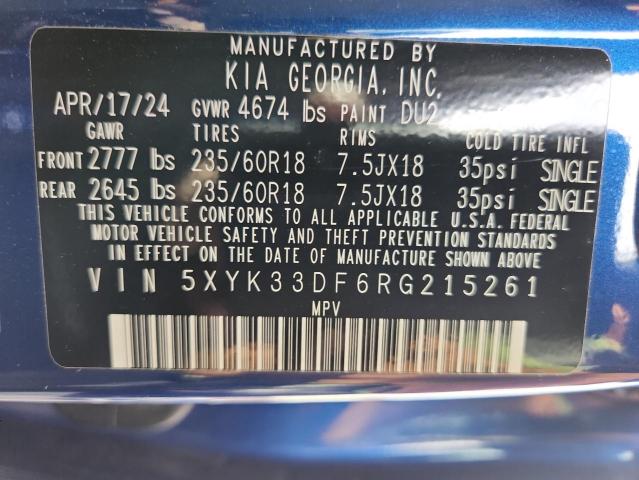 MANUFACTURED BY
KIA GEORGIA, INC.
APR/17/24 GVWR 4674 lbs PAINT DU2
GAWR TIRES RIMS COLD TIRE INFL
FRONT 2777 lbs 235/60R18 7.5JX18 35psi SINGLE
REAR 2645 lbs 235/60R18 7.5JX18 35psi SINGLE
THIS VEHICLE CONFORMS TO ALL APPLICABLE U.S.A. FEDERAL
MOTOR VEHICLE SAFETY AND THEFT PREVENTION STANDARDS
IN EFFECT ON THE DATE OF MANUFACTURE SHOWN ABOVE.
VIN 5XYK33DF6RG215261
MPV